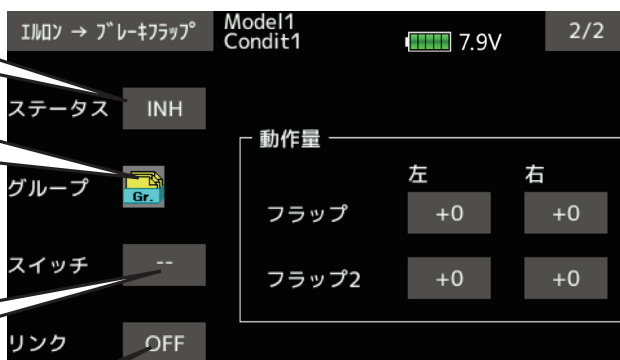 ｴﾙﾛﾝ → ﾌﾞﾚｰｷﾌﾗｯﾌﾟ
Model1
Condit1
7.9V
2/2
ステータス INH
グループ Gr.
スイッチ --
リンク OFF
動作量
左 右
フラップ +0 +0
フラップ2 +0 +0